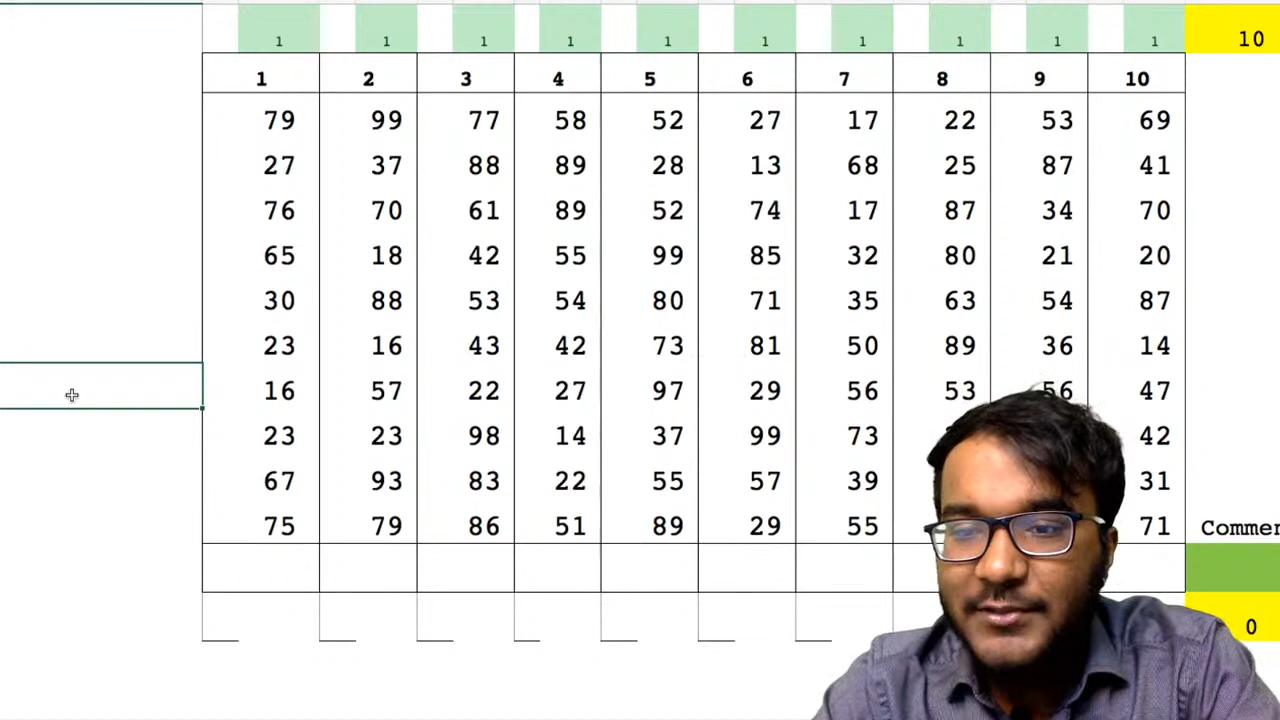 1 1 1 1 1 1 1 1 1 1 10
1 2 3 4 5 6 7 8 9 10
79 99 77 58 52 27 17 22 53 69
27 37 88 89 28 13 68 25 87 41
76 70 61 89 52 74 17 87 34 70
65 18 42 55 99 85 32 80 21 20
30 88 53 54 80 71 35 63 54 87
23 16 43 42 73 81 50 89 36 14
16 57 22 27 97 29 56 53 56 47
23 23 98 14 37 99 73 42
67 93 83 22 55 57 39 31
75 79 86 51 89 29 55 71
0